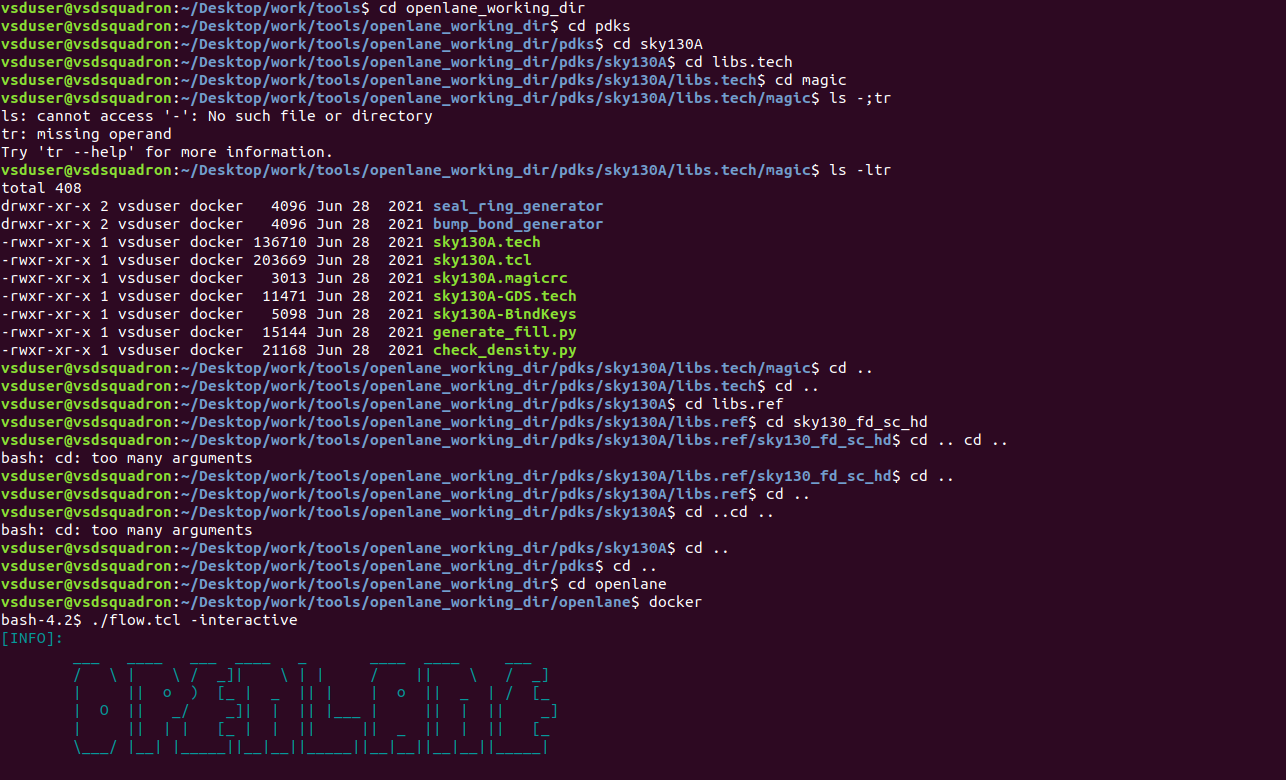 vsduser@vsdsquadron:~/Desktop/work/tools$ cd openlane_working_dir
vsduser@vsdsquadron:~/Desktop/work/tools/openlane_working_dir$ cd pdks
vsduser@vsdsquadron:~/Desktop/work/tools/openlane_working_dir/pdks$ cd sky130A
vsduser@vsdsquadron:~/Desktop/work/tools/openlane_working_dir/pdks/sky130A$ cd libs.tech
vsduser@vsdsquadron:~/Desktop/work/tools/openlane_working_dir/pdks/sky130A/libs.tech$ cd magic
vsduser@vsdsquadron:~/Desktop/work/tools/openlane_working_dir/pdks/sky130A/libs.tech/magic$ ls -;tr
ls: cannot access '-': No such file or directory
tr: missing operand
Try 'tr --help' for more information.
vsduser@vsdsquadron:~/Desktop/work/tools/openlane_working_dir/pdks/sky130A/libs.tech/magic$ ls -ltr
total 408
drwxr-xr-x 2 vsduser docker   4096 Jun 28  2021 seal_ring_generator
drwxr-xr-x 2 vsduser docker   4096 Jun 28  2021 bump_bond_generator
-rwxr-xr-x 1 vsduser docker 136710 Jun 28  2021 sky130A.tech
-rwxr-xr-x 1 vsduser docker 203669 Jun 28  2021 sky130A.tcl
-rwxr-xr-x 1 vsduser docker   3013 Jun 28  2021 sky130A.magicrc
-rwxr-xr-x 1 vsduser docker  11471 Jun 28  2021 sky130A-GDS.tech
-rwxr-xr-x 1 vsduser docker   5098 Jun 28  2021 sky130A-BindKeys
-rwxr-xr-x 1 vsduser docker  15144 Jun 28  2021 generate_fill.py
-rwxr-xr-x 1 vsduser docker  21168 Jun 28  2021 check_density.py
vsduser@vsdsquadron:~/Desktop/work/tools/openlane_working_dir/pdks/sky130A/libs.tech/magic$ cd ..
vsduser@vsdsquadron:~/Desktop/work/tools/openlane_working_dir/pdks/sky130A/libs.tech$ cd ..
vsduser@vsdsquadron:~/Desktop/work/tools/openlane_working_dir/pdks/sky130A$ cd libs.ref
vsduser@vsdsquadron:~/Desktop/work/tools/openlane_working_dir/pdks/sky130A/libs.ref$ cd sky130_fd_sc_hd
vsduser@vsdsquadron:~/Desktop/work/tools/openlane_working_dir/pdks/sky130A/libs.ref/sky130_fd_sc_hd$ cd .. cd ..
bash: cd: too many arguments
vsduser@vsdsquadron:~/Desktop/work/tools/openlane_working_dir/pdks/sky130A/libs.ref/sky130_fd_sc_hd$ cd ..
vsduser@vsdsquadron:~/Desktop/work/tools/openlane_working_dir/pdks/sky130A/libs.ref$ cd ..
vsduser@vsdsquadron:~/Desktop/work/tools/openlane_working_dir/pdks/sky130A$ cd ..cd ..
bash: cd: too many arguments
vsduser@vsdsquadron:~/Desktop/work/tools/openlane_working_dir/pdks/sky130A$ cd ..
vsduser@vsdsquadron:~/Desktop/work/tools/openlane_working_dir/pdks$ cd ..
vsduser@vsdsquadron:~/Desktop/work/tools/openlane_working_dir$ cd openlane
vsduser@vsdsquadron:~/Desktop/work/tools/openlane_working_dir/openlane$ docker
bash-4.2$ ./flow.tcl -interactive
[INFO]:
OPENLANE